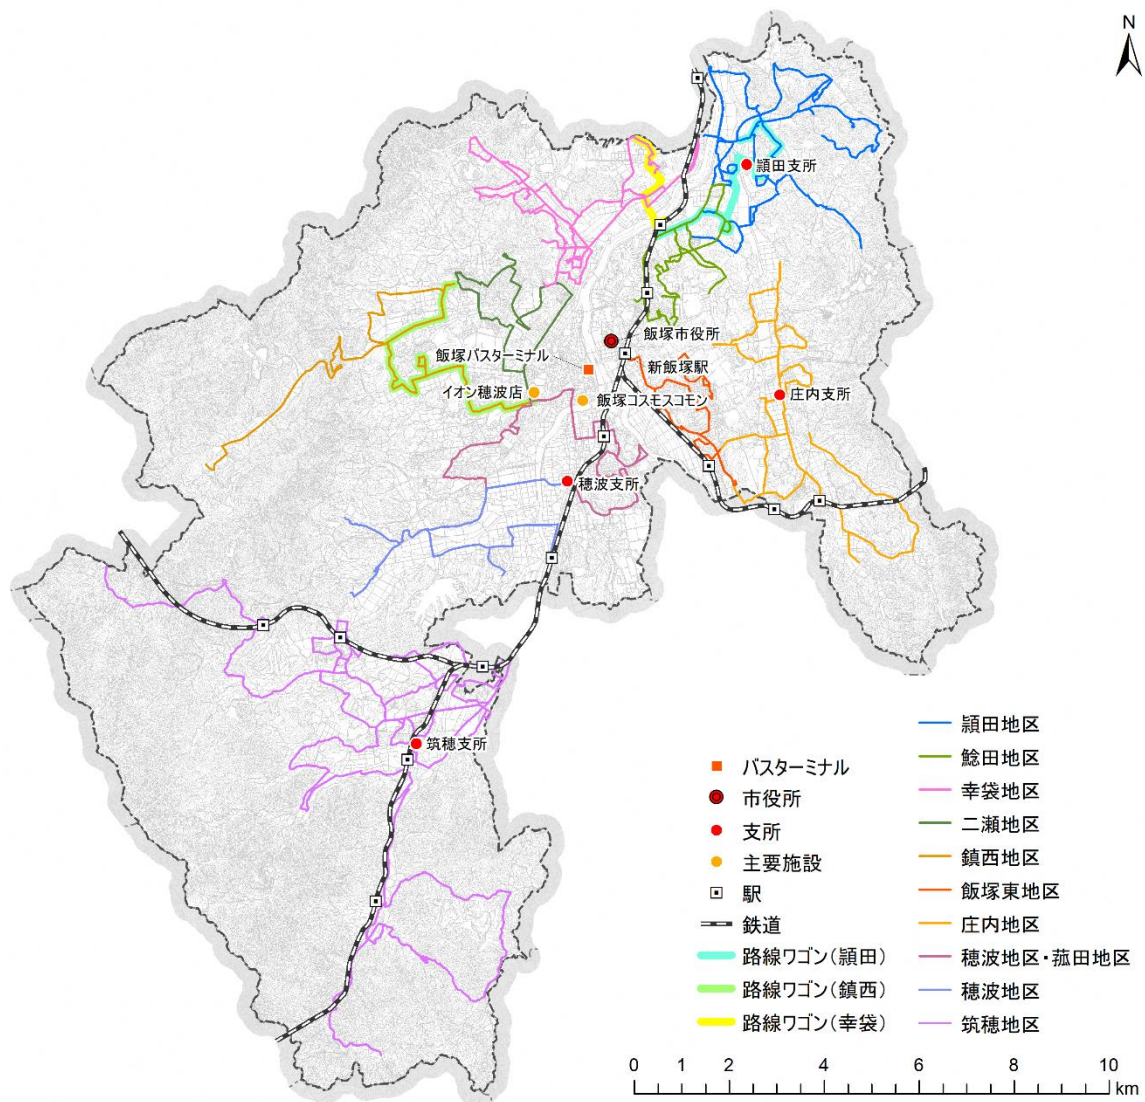 N
頴田支所
飯塚市役所
飯塚バスターミナル
新飯塚駅
イオン穂波店
飯塚コスモスコモン
庄内支所
穂波支所
筑穂支所
バスターミナル
市役所
支所
主要施設
駅
鉄道
路線ワゴン(頴田)
路線ワゴン(鎮西)
路線ワゴン(幸袋)
頴田地区
鯰田地区
幸袋地区
二瀬地区
鎮西地区
飯塚東地区
庄内地区
穂波地区・菰田地区
穂波地区
筑穂地区
0 1 2 4 6 8 10
km